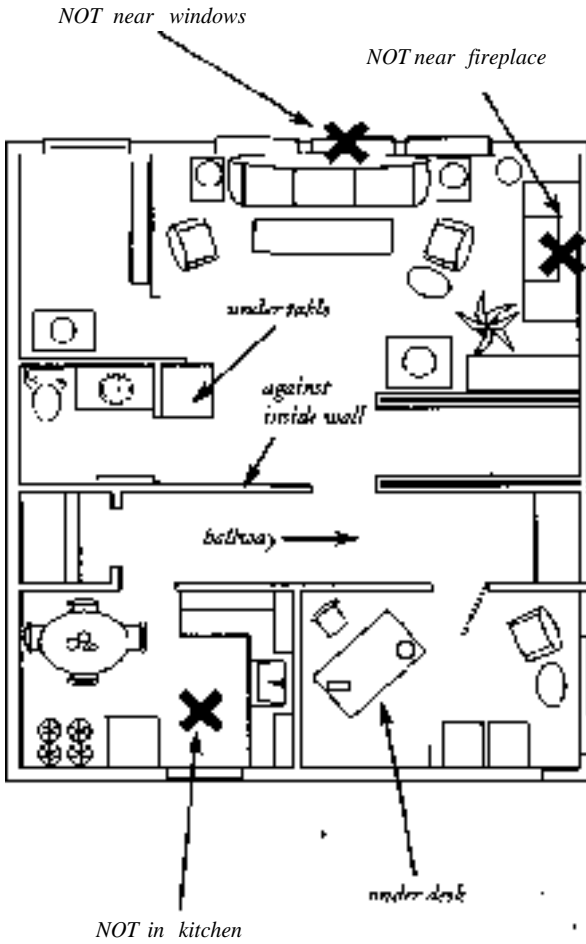 NOT near windows
NOT near fireplace
under table
against
inside wall
hallway
under desk
NOT in kitchen